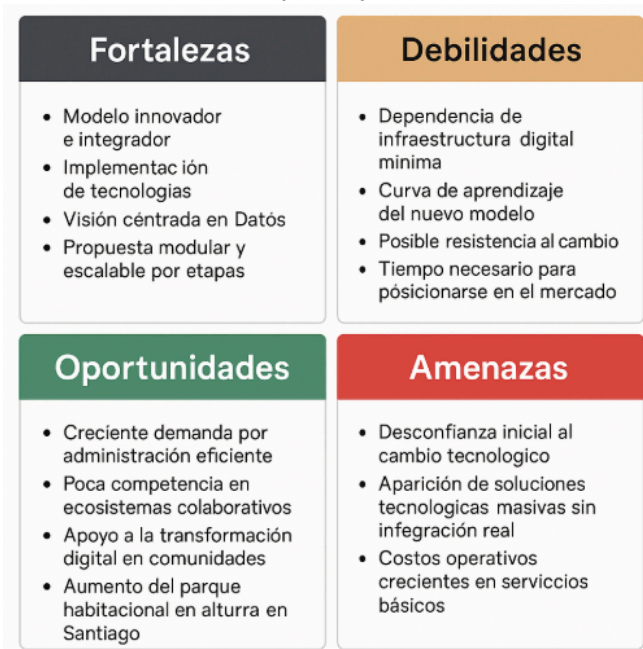 Fortalezas
• Modelo innovador
e integrador
• Implementac ión
de tecnologías
• Visión céntrada en Datós
• Propuesta modular y
escalable por etapas
Debilidades
• Dependencia de
infraestructura digital
minima
• Curva de aprendizaje
del nuevo modelo
• Posible resistencia al cambio
• Tiempo necesario para
pósicionarse en el mercado
Oportunidades
• Creciente demanda por
administración eficiente
• Poca competencia en
ecosistemas colaborativos
• Apoyo a la transformación
digital en comunidades
• Aumento del parque
habitacional en alturra en
Santiago
Amenazas
• Desconfianza inicial al
cambio tecnologico
• Aparición de soluciones
tecnologicas masivas sin
infegración real
• Costos operativos
crecientes en serviccios
básicos